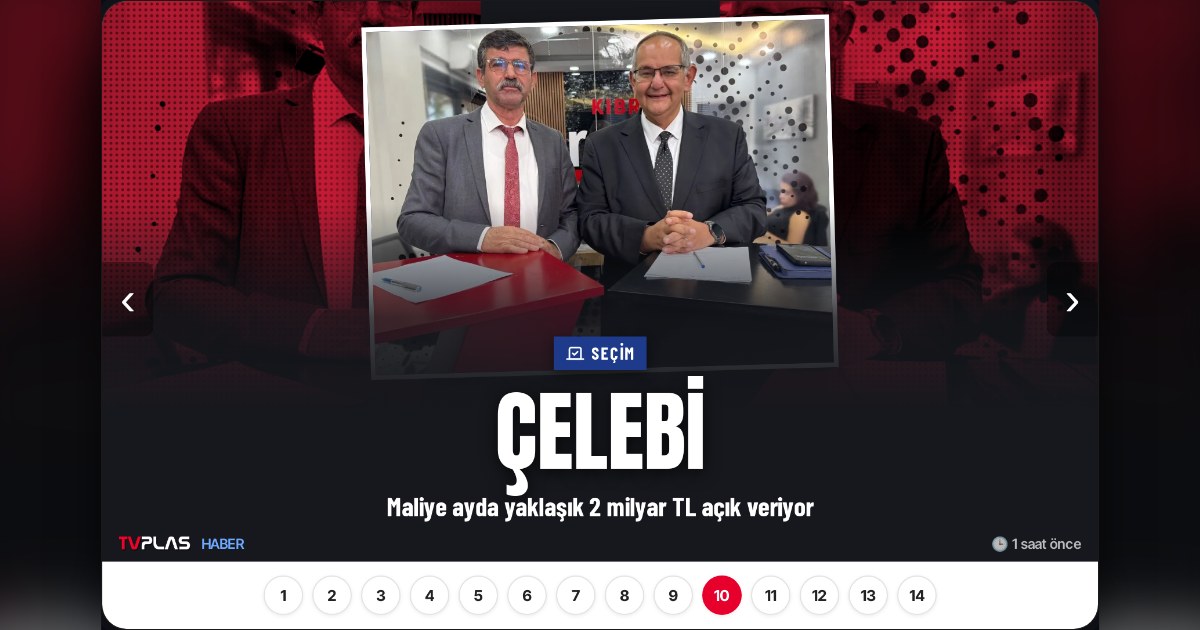 KIBR
SEÇİM
ÇELEBİ
Maliye ayda yaklaşık 2 milyar TL açık veriyor
TVPLAS HABER
1 saat önce
1 2 3 4 5 6 7 8 9 10 11 12 13 14